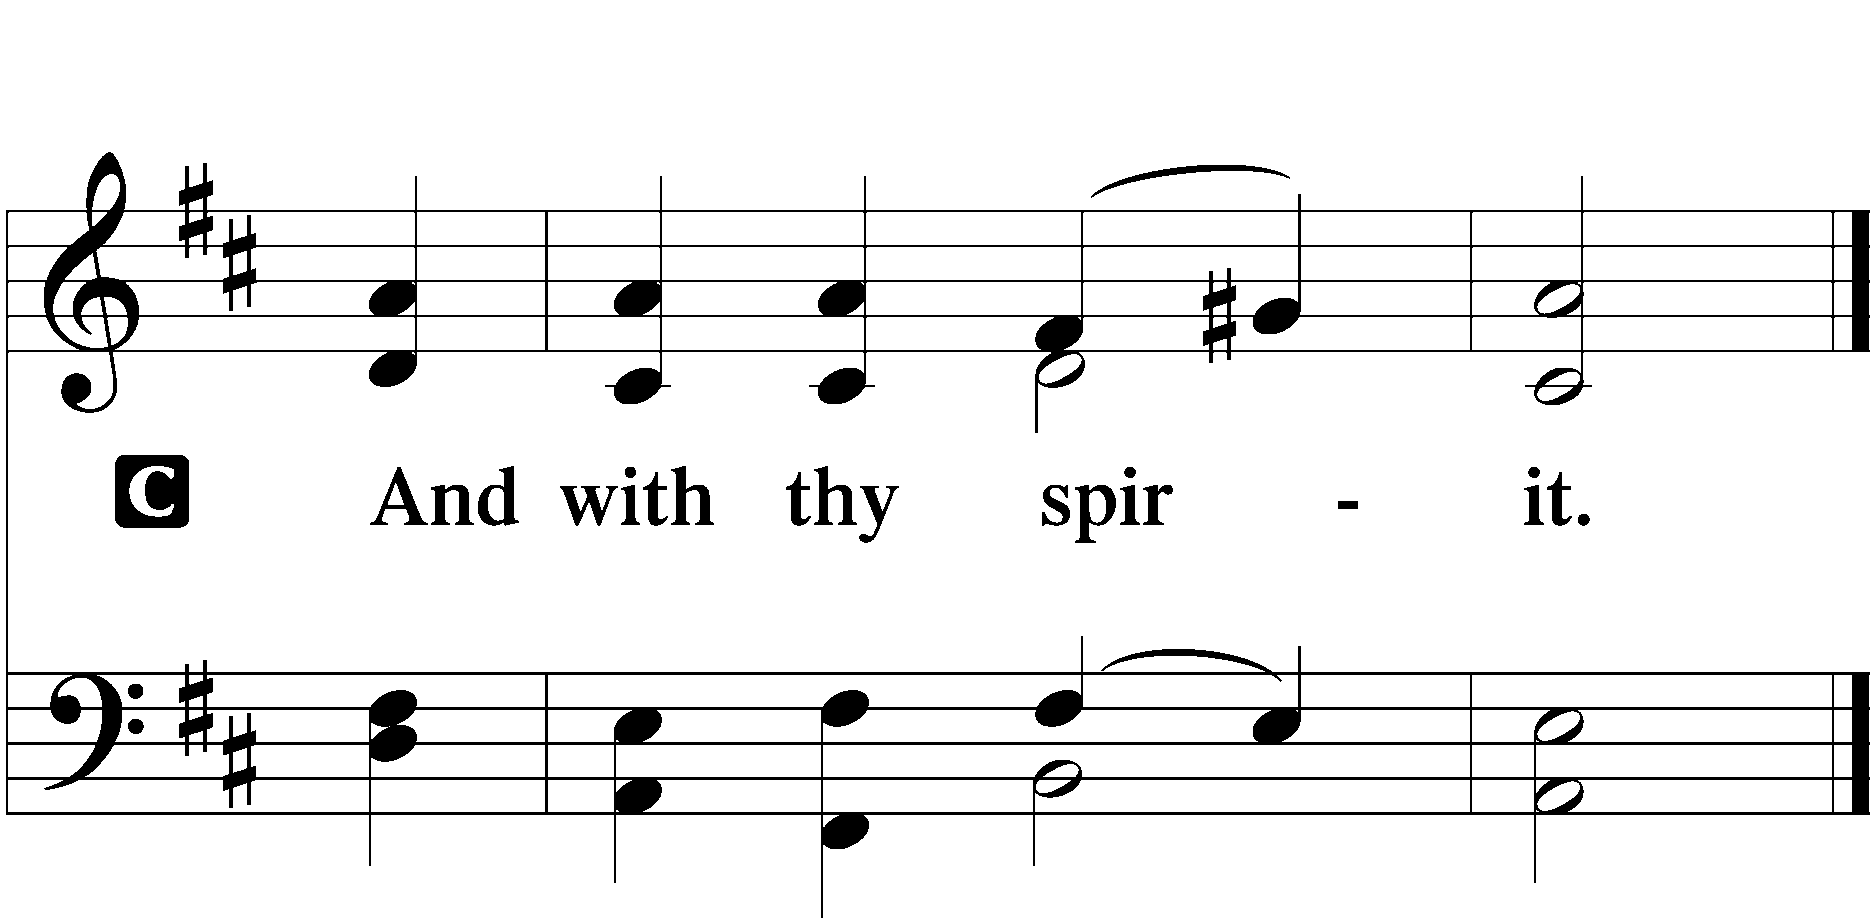 C And with thy spir - it.